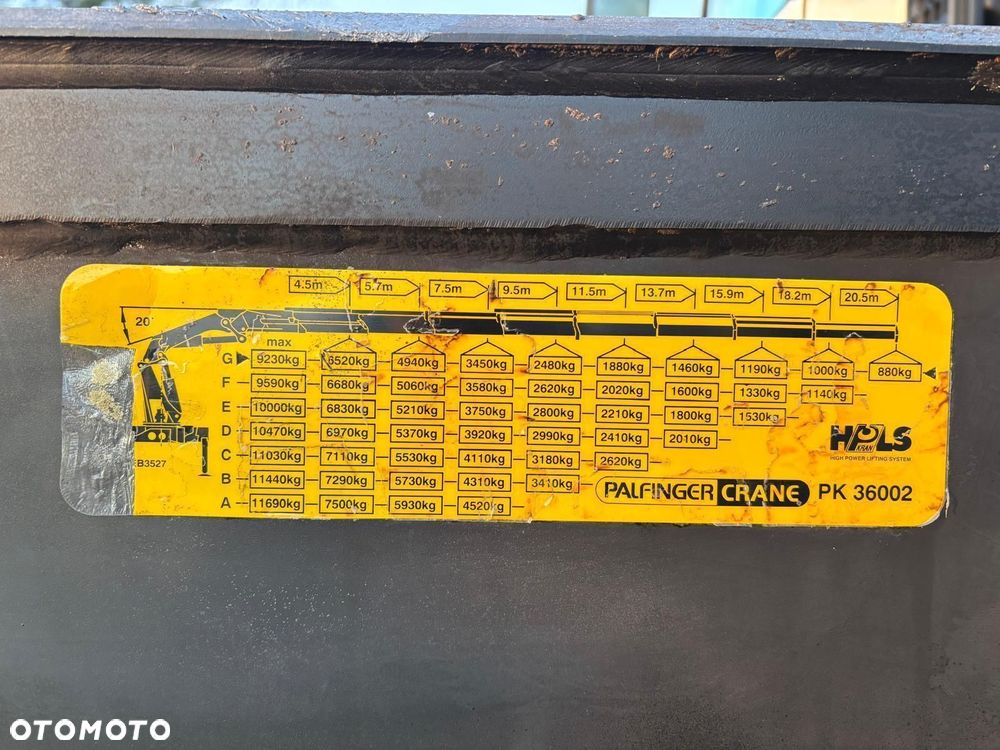 4.5m 5.7m 7.5m 9.5m 11.5m 13.7m 15.9m 18.2m 20.5m
20°
max
G 9230kg 6520kg 4940kg 3450kg 2480kg 1880kg 1460kg 1190kg 1000kg 880kg
F 9590kg 6680kg 5060kg 3580kg 2620kg 2020kg 1600kg 1330kg 1140kg
E 10000kg 6830kg 5210kg 3750kg 2800kg 2210kg 1800kg 1530kg
D 10470kg 6970kg 5370kg 3920kg 2990kg 2410kg 2010kg
C 11030kg 7110kg 5530kg 4110kg 3180kg 2620kg
B 11440kg 7290kg 5730kg 4310kg 3410kg
A 11690kg 7500kg 5930kg 4520kg
EB3527
HPLS
KRAN
HIGH POWER LIFTING SYSTEM
PALFINGER CRANE PK 36002
OTOMOTO